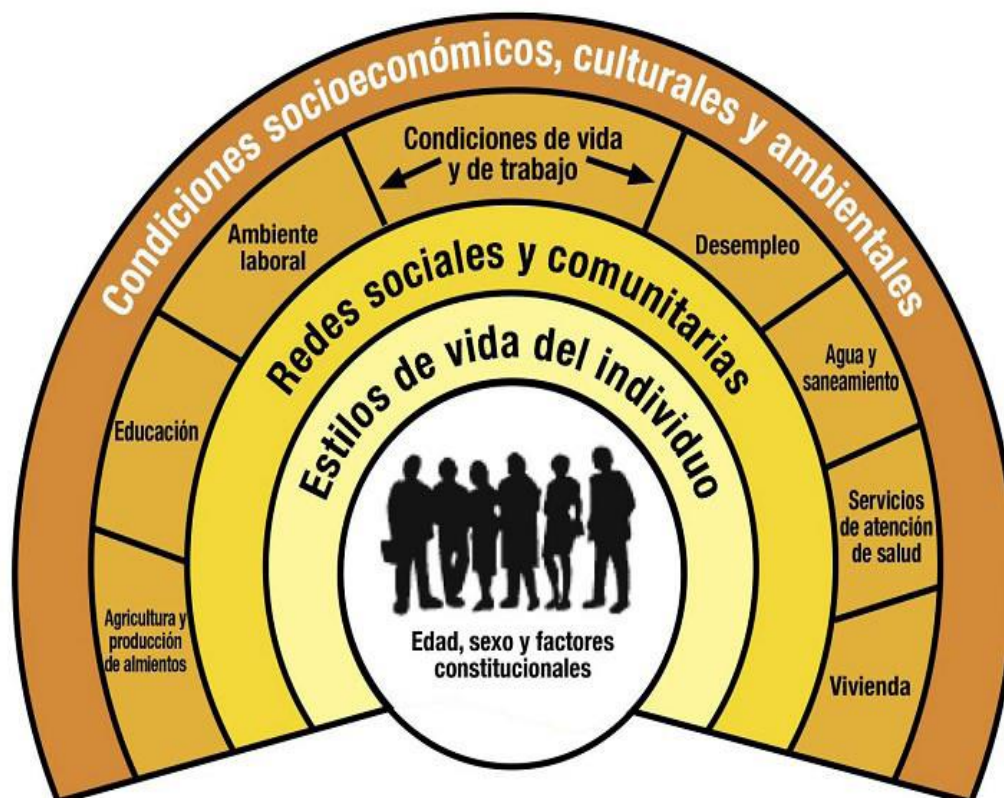 Condiciones socioeconómicos, culturales y ambientales
Condiciones de vida
y de trabajo
Ambiente
laboral
Desempleo
Redes sociales y comunitarias
Agua y
saneamiento
Estilos de vida del individuo
Educación
Servicios
de atención
de salud
Agricultura y
producción
de almientos
Edad, sexo y factores
constitucionales
Vivienda